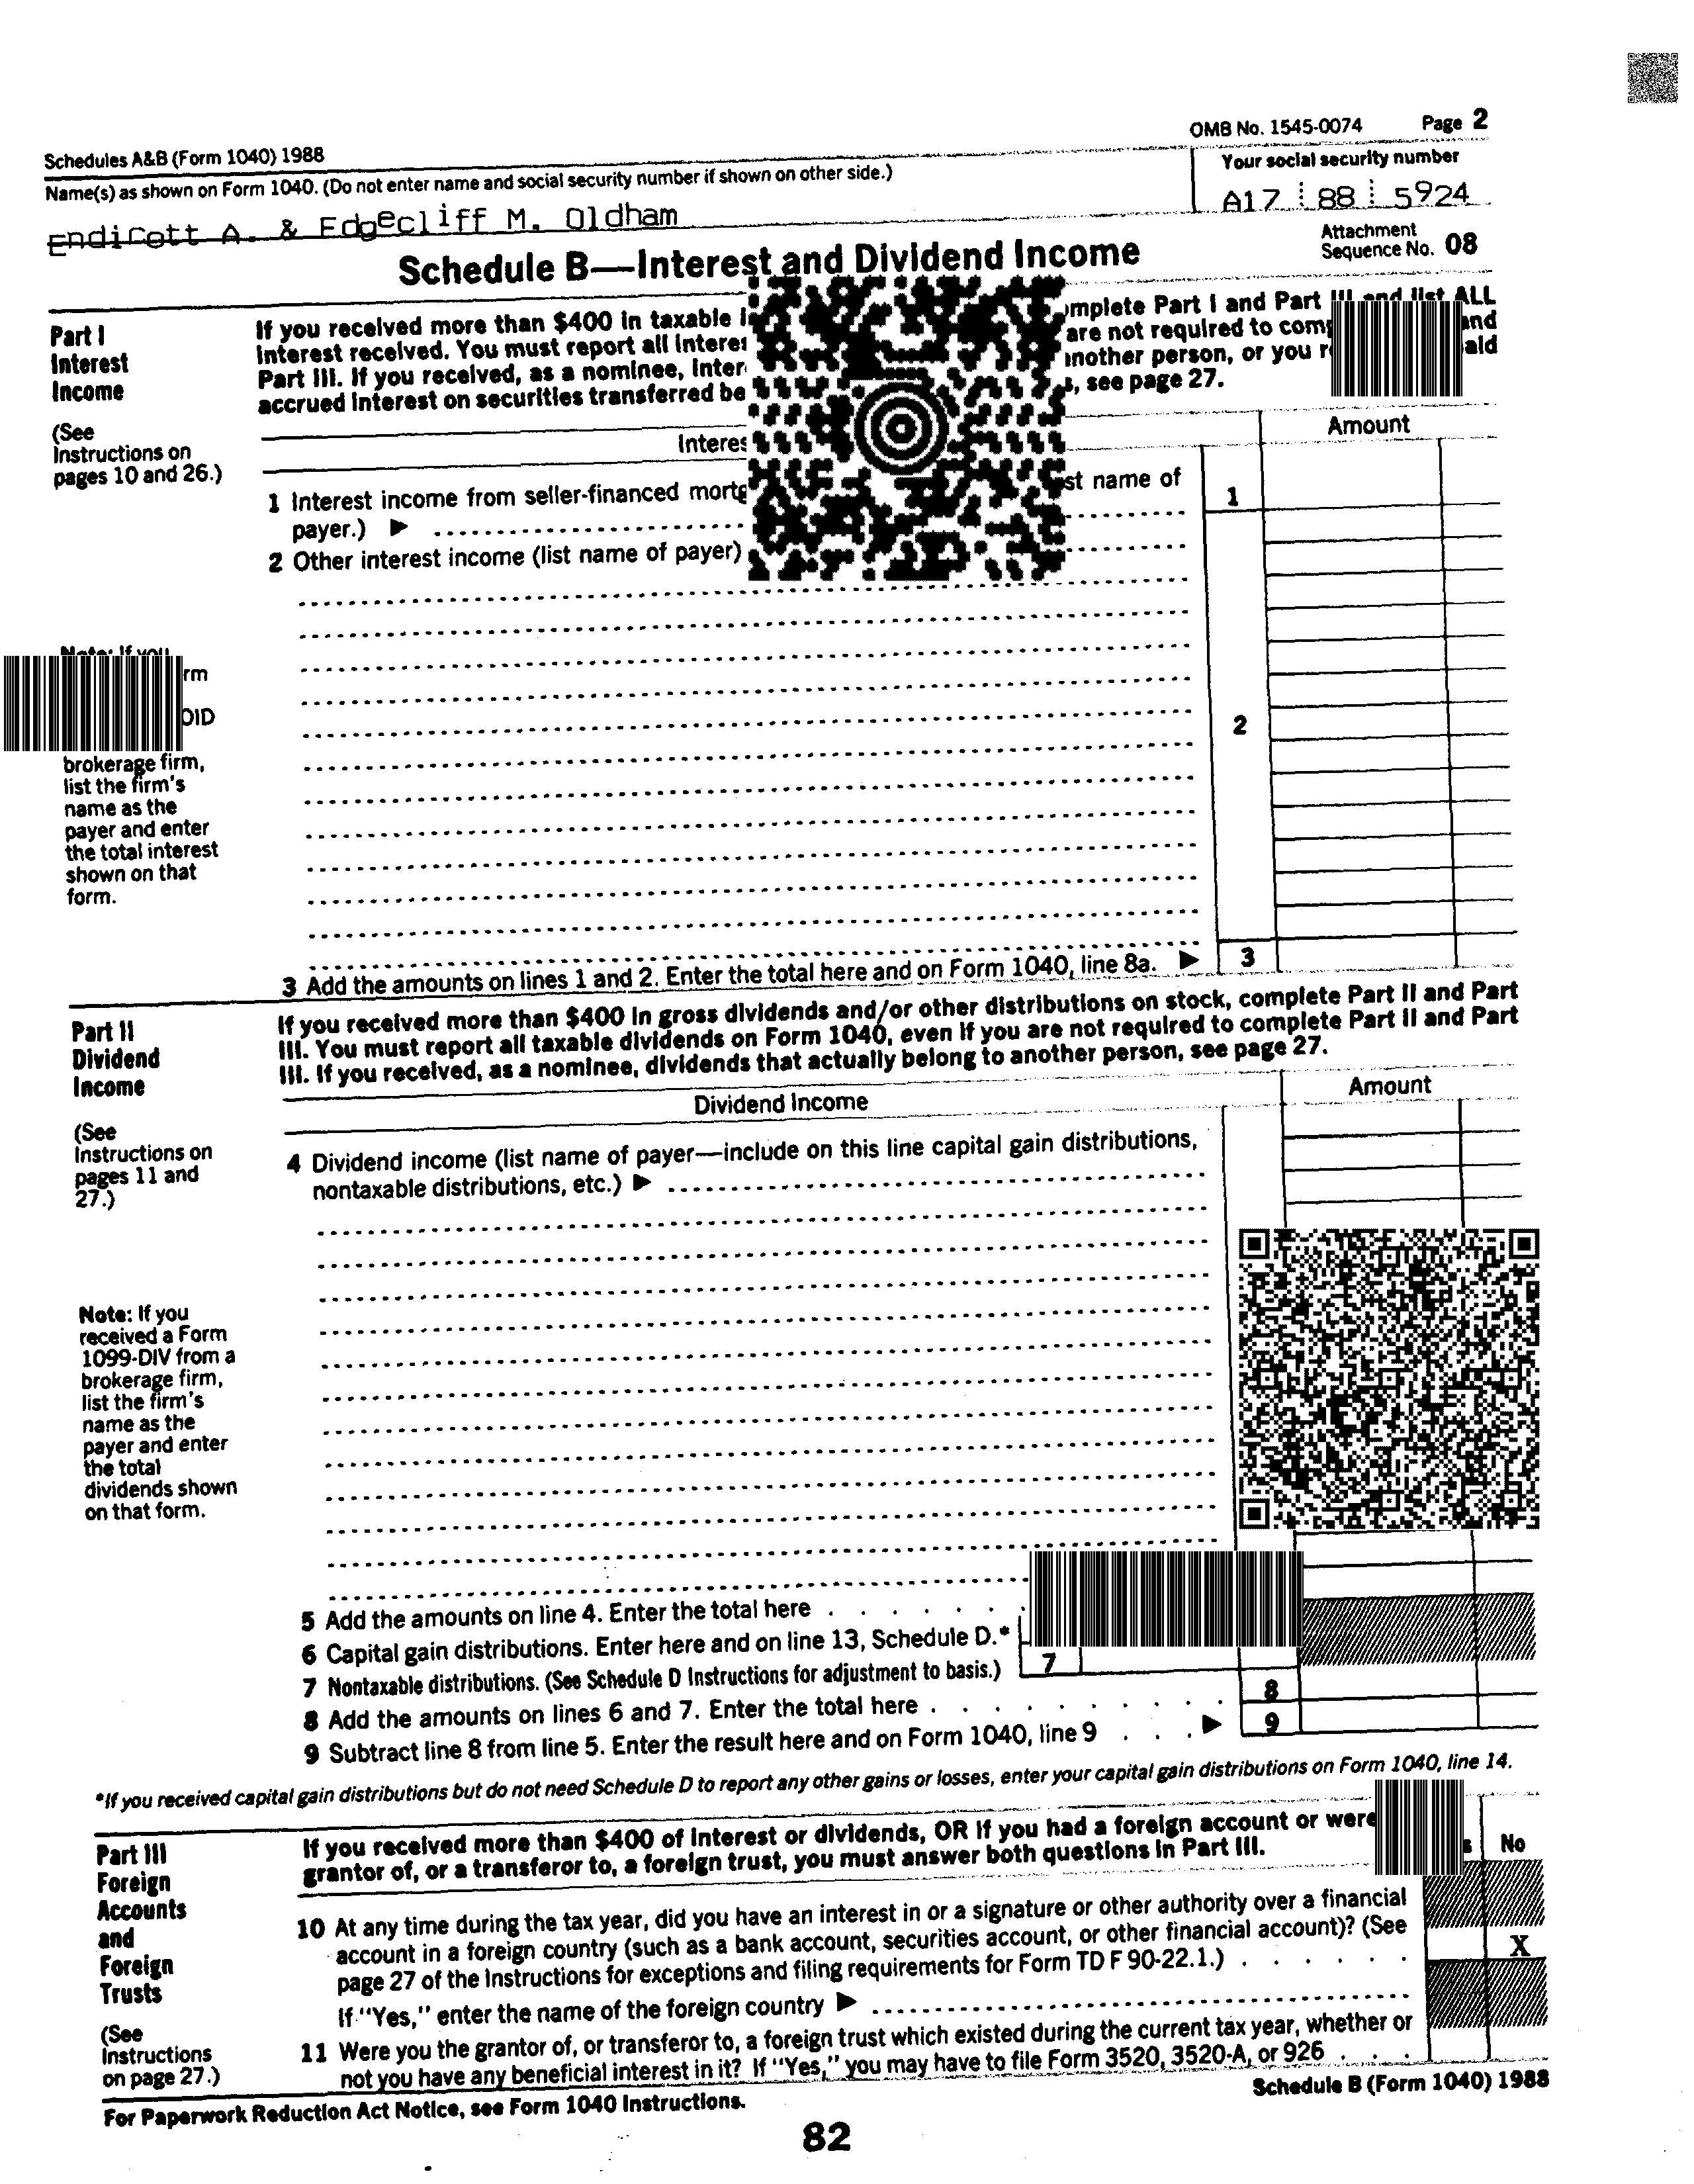 OMB No. 1545-0074 Page 2
Schedules A&B (Form 1040) 1988
Name(s) as shown on Form 1040. (Do not enter name and social security number if shown on other side.)
Your social security number
Endicott A. & Edgecliff M. Oldham
A17 88 5924
Schedule B—Interest and Dividend Income
Attachment
Sequence No. 08
Part I
Interest
Income
(See
Instructions on
pages 10 and 26.)
If you received more than $400 in taxable mplete Part I and Part III and list ALL
interest received. You must report all are not required to and
Part III. If you received, as a nominee, another person, or you
accrued interest on securities transferred see page 27.
Amount
1 Interest income from seller-financed name of
payer.) ▶
1
2 Other interest income (list name of payer)
Note: If you
rm
OID
brokerage firm,
list the firm's
name as the
payer and enter
the total interest
shown on that
form.
2
3 Add the amounts on lines 1 and 2. Enter the total here and on Form 1040, line 8a. ▶ 3
Part II
Dividend
Income
(See
Instructions on
pages 11 and
27.)
If you received more than $400 in gross dividends and/or other distributions on stock, complete Part II and Part
III. You must report all taxable dividends on Form 1040, even if you are not required to complete Part II and Part
III. If you received, as a nominee, dividends that actually belong to another person, see page 27.
Dividend Income
Amount
4 Dividend income (list name of payer—include on this line capital gain distributions,
nontaxable distributions, etc.) ▶
Note: If you
received a Form
1099-DIV from a
brokerage firm,
list the firm's
name as the
payer and enter
the total
dividends shown
on that form.
5 Add the amounts on line 4. Enter the total here
6 Capital gain distributions. Enter here and on line 13, Schedule D.*
7 Nontaxable distributions. (See Schedule D Instructions for adjustment to basis.) 7
8 Add the amounts on lines 6 and 7. Enter the total here 8
9 Subtract line 8 from line 5. Enter the result here and on Form 1040, line 9 ▶ 9
*If you received capital gain distributions but do not need Schedule D to report any other gains or losses, enter your capital gain distributions on Form 1040, line 14.
Part III
Foreign
Accounts
and
Foreign
Trusts
(See
Instructions
on page 27.)
If you received more than $400 of interest or dividends, OR if you had a foreign account or were
grantor of, or a transferor to, a foreign trust, you must answer both questions in Part III.
No
10 At any time during the tax year, did you have an interest in or a signature or other authority over a financial
account in a foreign country (such as a bank account, securities account, or other financial account)? (See
page 27 of the Instructions for exceptions and filing requirements for Form TD F 90-22.1.) X
If "Yes," enter the name of the foreign country ▶
11 Were you the grantor of, or transferor to, a foreign trust which existed during the current tax year, whether or
not you have any beneficial interest in it? If "Yes," you may have to file Form 3520, 3520-A, or 926
For Paperwork Reduction Act Notice, see Form 1040 Instructions.
Schedule B (Form 1040) 1988
82